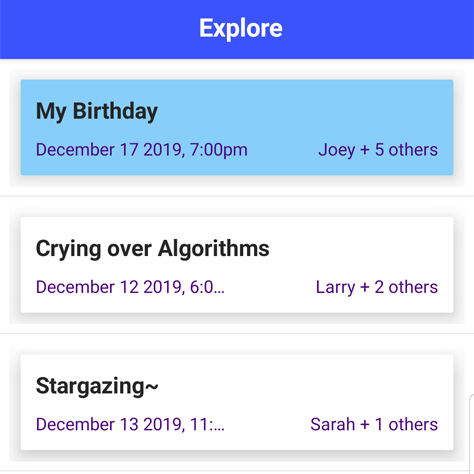 Explore
My Birthday
December 17 2019, 7:00pm Joey + 5 others
Crying over Algorithms
December 12 2019, 6:0... Larry + 2 others
Stargazing~
December 13 2019, 11:... Sarah + 1 others